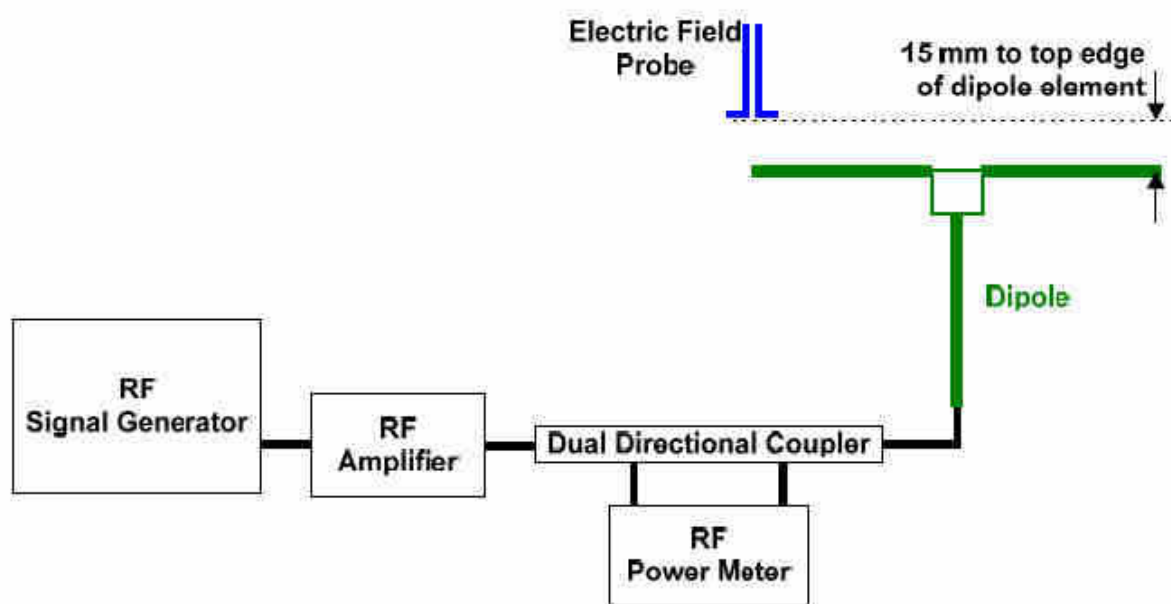 Electric Field
Probe
15 mm to top edge
of dipole element
Dipole
RF
Signal Generator
RF
Amplifier
Dual Directional Coupler
RF
Power Meter